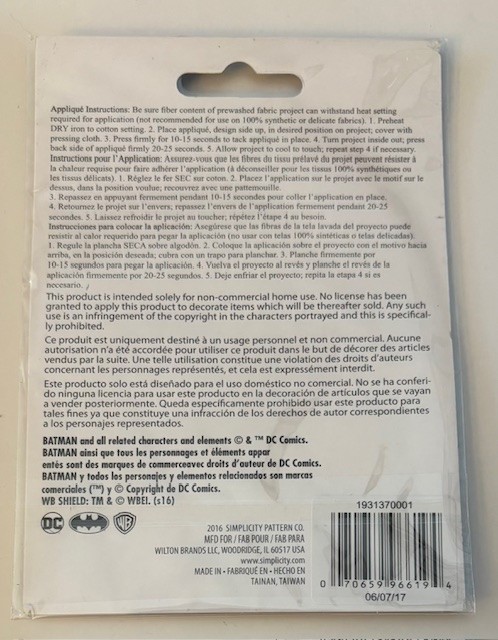 Appliqué Instructions: Be sure fiber content of prewashed fabric project can withstand heat setting
required for application (not recommended for use on 100% synthetic or delicate fabrics). 1. Preheat
DRY iron to cotton setting. 2. Place appliqué, design side up, in desired position on project; cover with
pressing cloth. 3. Press firmly for 10-15 seconds to tack appliqué in place. 4. Turn project inside out; press
back side of appliqué firmly 20-25 seconds. 5. Allow project to cool to touch; repeat step 4 if necessary.
Instructions pour l'Application: Assurez-vous que les fibres du tissu prélavé du projet peuvent résister à
la chaleur requise pour faire adhérer l'application (à déconseiller pour les tissus 100% synthétiques ou
les tissus délicats). 1. Réglez le fer SEC sur coton. 2. Placez l'application sur le projet avec le motif sur le
dessus, dans la position voulue; recouvrez avec une pattemouille.
3. Repassez en appuyant fermement pendant 10-15 secondes pour coller l'application en place.
4. Retournez le projet sur l'envers; repassez l'envers de l'application fermement pendant 20-25
secondes. 5. Laissez refroidir le projet au toucher; répétez l'étape 4 au besoin.
Instrucciones para colocar la aplicación: Asegúrese que las fibras de la tela lavada del proyecto puede
resistir al calor requerido para pegar la aplicación (no usar con telas 100% sintéticas o telas delicadas).
1. Regule la plancha SECA sobre algodón. 2. Coloque la aplicación sobre el proyecto con el motivo hacia
arriba, en la posición deseada; cubra con un trapo para planchar. 3. Planche firmemente por
10-15 segundos para pegar la aplicación. 4. Vuelva el proyecto al revés y planche el revés de la
aplicación firmemente por 20-25 segundos. 5. Deje enfriar el proyecto; repita la etapa 4 si es
necesario.
This product is intended solely for non-commercial home use. No license has been
granted to apply this product to decorate items which will be thereafter sold. Any such
use is an infringement of the copyright in the characters portrayed and this is specifical-
ly prohibited.
Ce produit est uniquement destiné à un usage personnel et non commercial. Aucune
autorisation n'a été accordée pour utiliser ce produit dans le but de décorer des articles
vendus par la suite. Une telle utilisation constitue une violation des droits d'auteurs
concernant les personnages représentés, et cela est expressément interdit.
Este producto solo está diseñado para el uso doméstico no comercial. No se ha conferi-
do ninguna licencia para usar este producto en la decoración de artículos que se vayan
a vender posteriormente. Queda específicamente prohibido usar este producto para
tales fines ya que constituye una infracción de los derechos de autor correspondientes
a los personajes representados.
BATMAN and all related characters and elements © & ™ DC Comics.
BATMAN ainsi que tous les personnages et éléments appar
entés sont des marques de commerceavec droits d'auteur de DC Comics.
BATMAN y todos los personajes y elementos relacionados son marcas
comerciales (™) y © Copyright de DC Comics.
WB SHIELD: TM & © WBEI. (s16)
DC WB
2016 SIMPLICITY PATTERN CO.
MFD FOR / FAB POUR / FAB PARA
WILTON BRANDS LLC, WOODRIDGE, IL 60517 USA
www.simplicity.com
MADE IN • FABRIQUÉ EN • HECHO EN
TAINAN, TAIWAN
1931370001
0 70659 96619 4
06/07/17